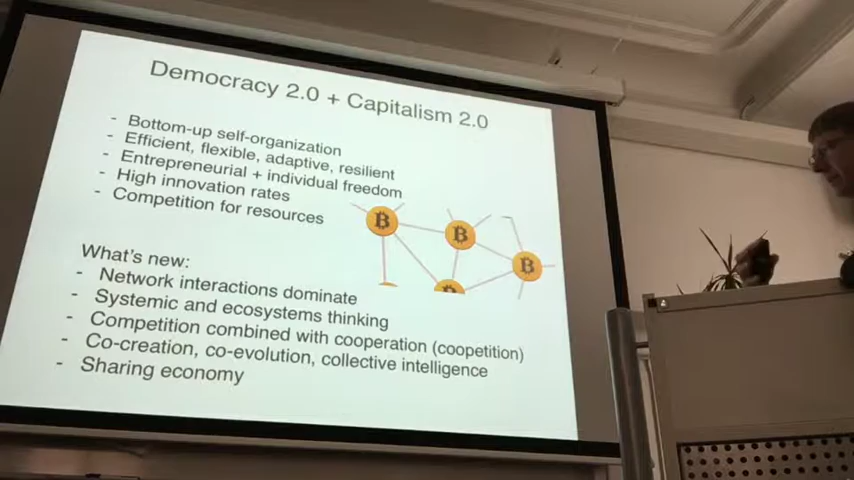 Democracy 2.0 + Capitalism 2.0
- Bottom-up self-organization
- Efficient, flexible, adaptive, resilient
- Entrepreneurial + individual freedom
- High innovation rates
- Competition for resources
What's new:
- Network interactions dominate
- Systemic and ecosystems thinking
- Competition combined with cooperation (coopetition)
- Co-creation, co-evolution, collective intelligence
- Sharing economy